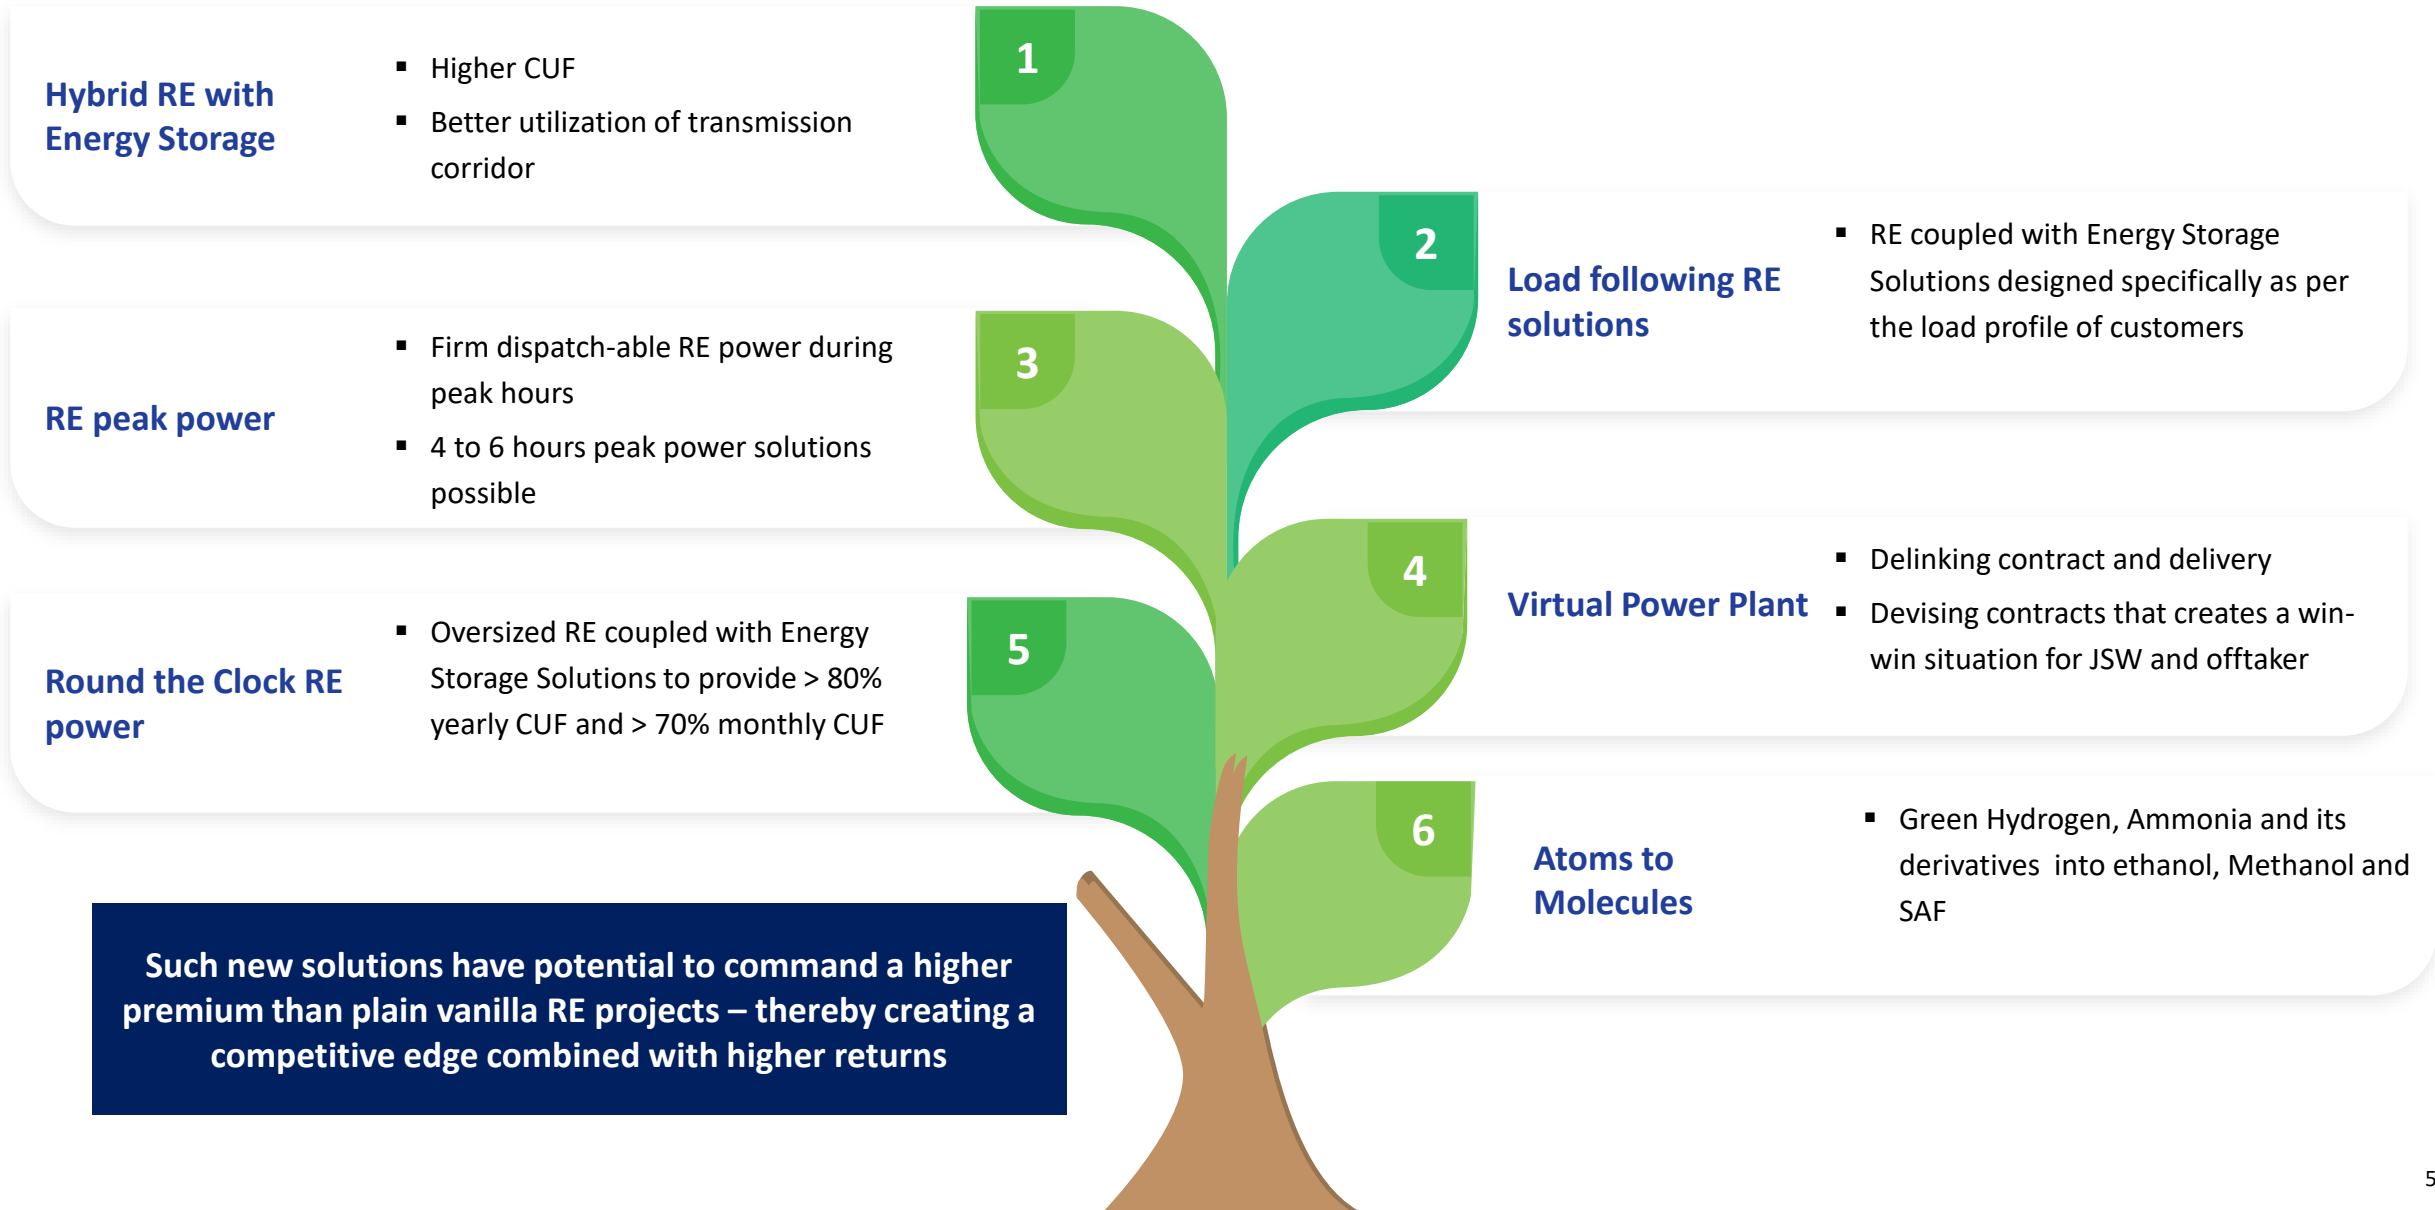 1
Hybrid RE with
Energy Storage
▪ Higher CUF
▪ Better utilization of transmission
corridor
2
Load following RE
solutions
▪ RE coupled with Energy Storage
Solutions designed specifically as per
the load profile of customers
3
RE peak power
▪ Firm dispatch-able RE power during
peak hours
▪ 4 to 6 hours peak power solutions
possible
4
Virtual Power Plant
▪ Delinking contract and delivery
▪ Devising contracts that creates a win-
win situation for JSW and offtaker
5
Round the Clock RE
power
▪ Oversized RE coupled with Energy
Storage Solutions to provide > 80%
yearly CUF and > 70% monthly CUF
6
Atoms to
Molecules
▪ Green Hydrogen, Ammonia and its
derivatives  into ethanol, Methanol and
SAF
Such new solutions have potential to command a higher
premium than plain vanilla RE projects – thereby creating a
competitive edge combined with higher returns
5